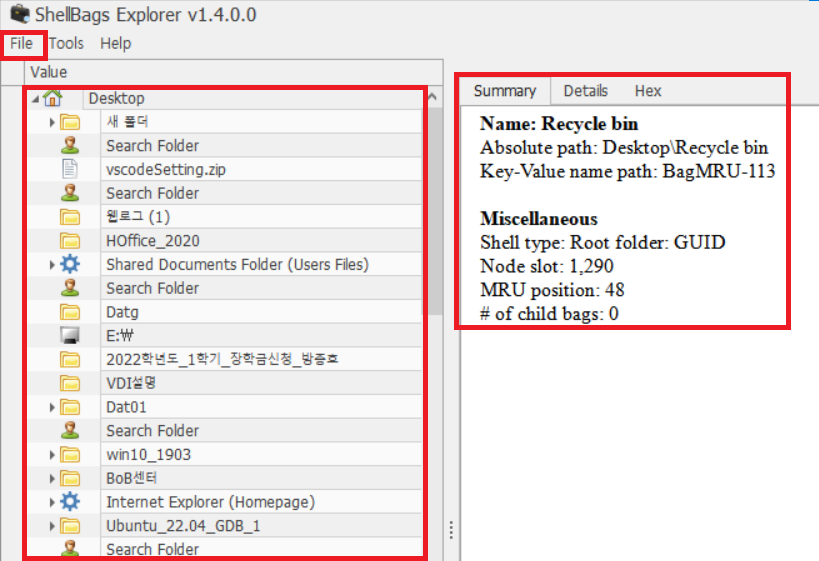 ShellBags Explorer v1.4.0.0
File Tools Help
Value
Desktop
새 폴더
Search Folder
vscodeSetting.zip
Search Folder
웹로그 (1)
HOffice_2020
Shared Documents Folder (Users Files)
Search Folder
Datg
E:₩
2022학년도_1학기_장학금신청_방종호
VDI설명
Dat01
Search Folder
win10_1903
BoB센터
Internet Explorer (Homepage)
Ubuntu_22.04_GDB_1
Search Folder
Summary Details Hex
Name: Recycle bin
Absolute path: Desktop\Recycle bin
Key-Value name path: BagMRU-113
Miscellaneous
Shell type: Root folder: GUID
Node slot: 1,290
MRU position: 48
# of child bags: 0